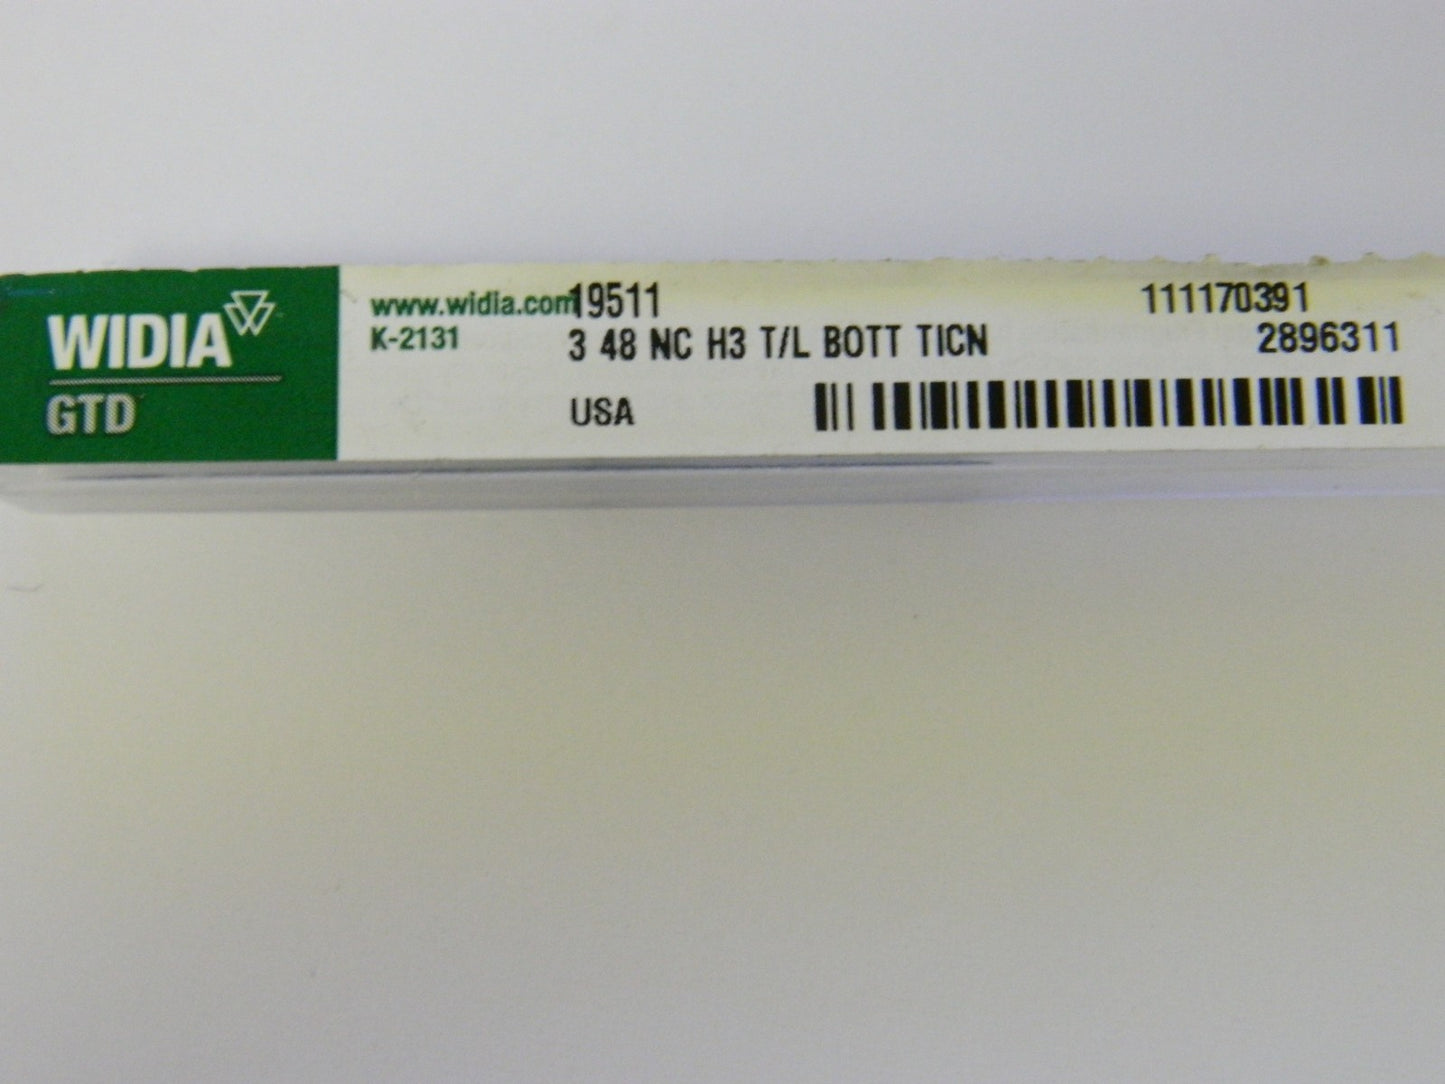 WIDIA
GTD
www.widia.com
K-2131
19511 111170391
3 48 NC H3 T/L BOTT TICN 2896311
USA